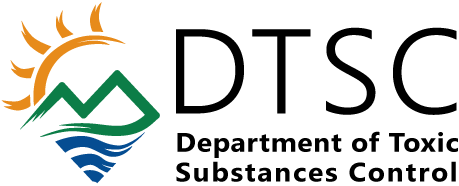 DTSC
Department of Toxic
Substances Control